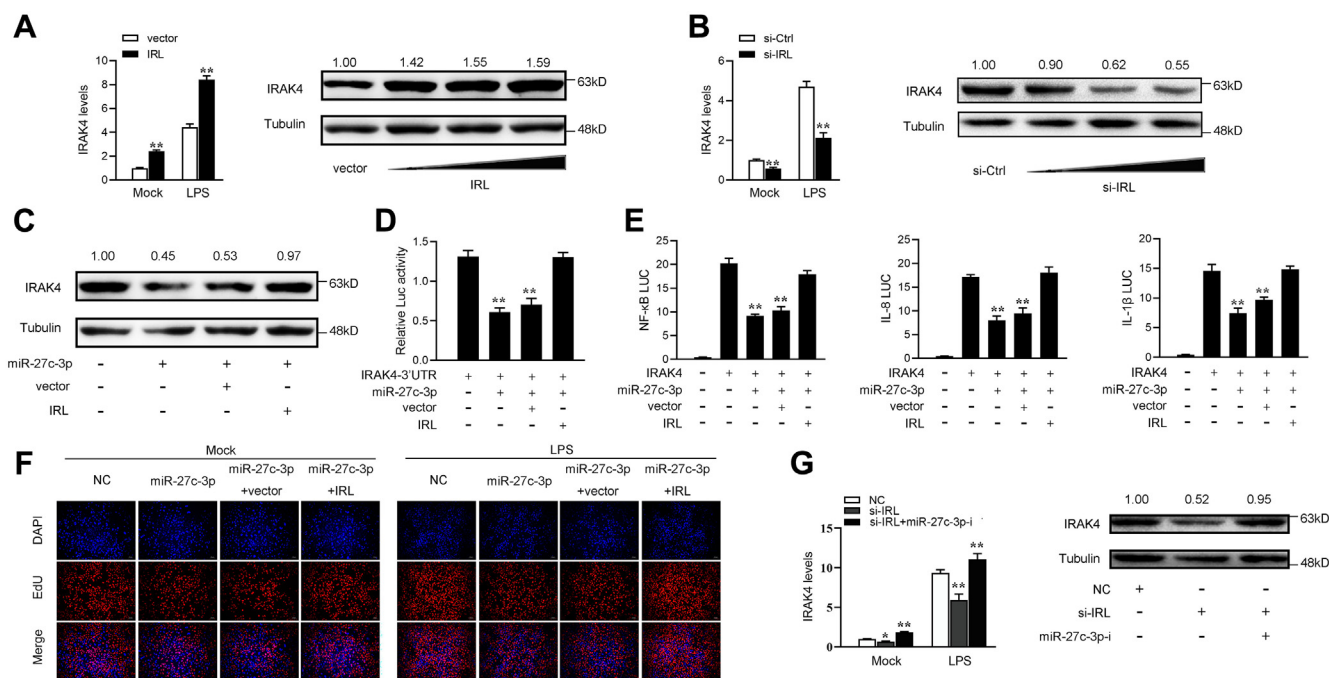 A
vector
IRL
IRAK4 levels
10
8
6
4
2
0
Mock LPS
**
**
1.00 1.42 1.55 1.59
IRAK4
63kD
Tubulin
48kD
vector
IRL
B
si-Ctrl
si-IRL
IRAK4 levels
6
4
2
0
Mock LPS
**
**
1.00 0.90 0.62 0.55
IRAK4
63kD
Tubulin
48kD
si-Ctrl
si-IRL
C
1.00 0.45 0.53 0.97
IRAK4
63kD
Tubulin
48kD
miR-27c-3p - + + +
vector - - + -
IRL - - - +
D
Relative Luc activity
1.5
1.2
0.9
0.6
0.3
0.0
** **
IRAK4-3'UTR + + + +
miR-27c-3p - + + +
vector - - + -
IRL - - - +
E
NF-κB LUC
25
20
15
10
5
0
** **
IRAK4 - + + + +
miR-27c-3p - - + + +
vector - - - + -
IRL - - - - +
IL-8 LUC
25
20
15
10
5
0
** **
IRAK4 - + + + +
miR-27c-3p - - + + +
vector - - - + -
IRL - - - - +
IL-1β LUC
20
15
10
5
0
** **
IRAK4 - + + + +
miR-27c-3p - - + + +
vector - - - + -
IRL - - - - +
F
Mock
NC miR-27c-3p miR-27c-3p +vector miR-27c-3p +IRL
LPS
NC miR-27c-3p miR-27c-3p +vector miR-27c-3p +IRL
DAPI
EdU
Merge
G
NC
si-IRL
si-IRL+miR-27c-3p-i
IRAK4 levels
15
10
5
0
Mock LPS
* **
** **
1.00 0.52 0.95
IRAK4
63kD
Tubulin
48kD
NC + - -
si-IRL - + +
miR-27c-3p-i - - +